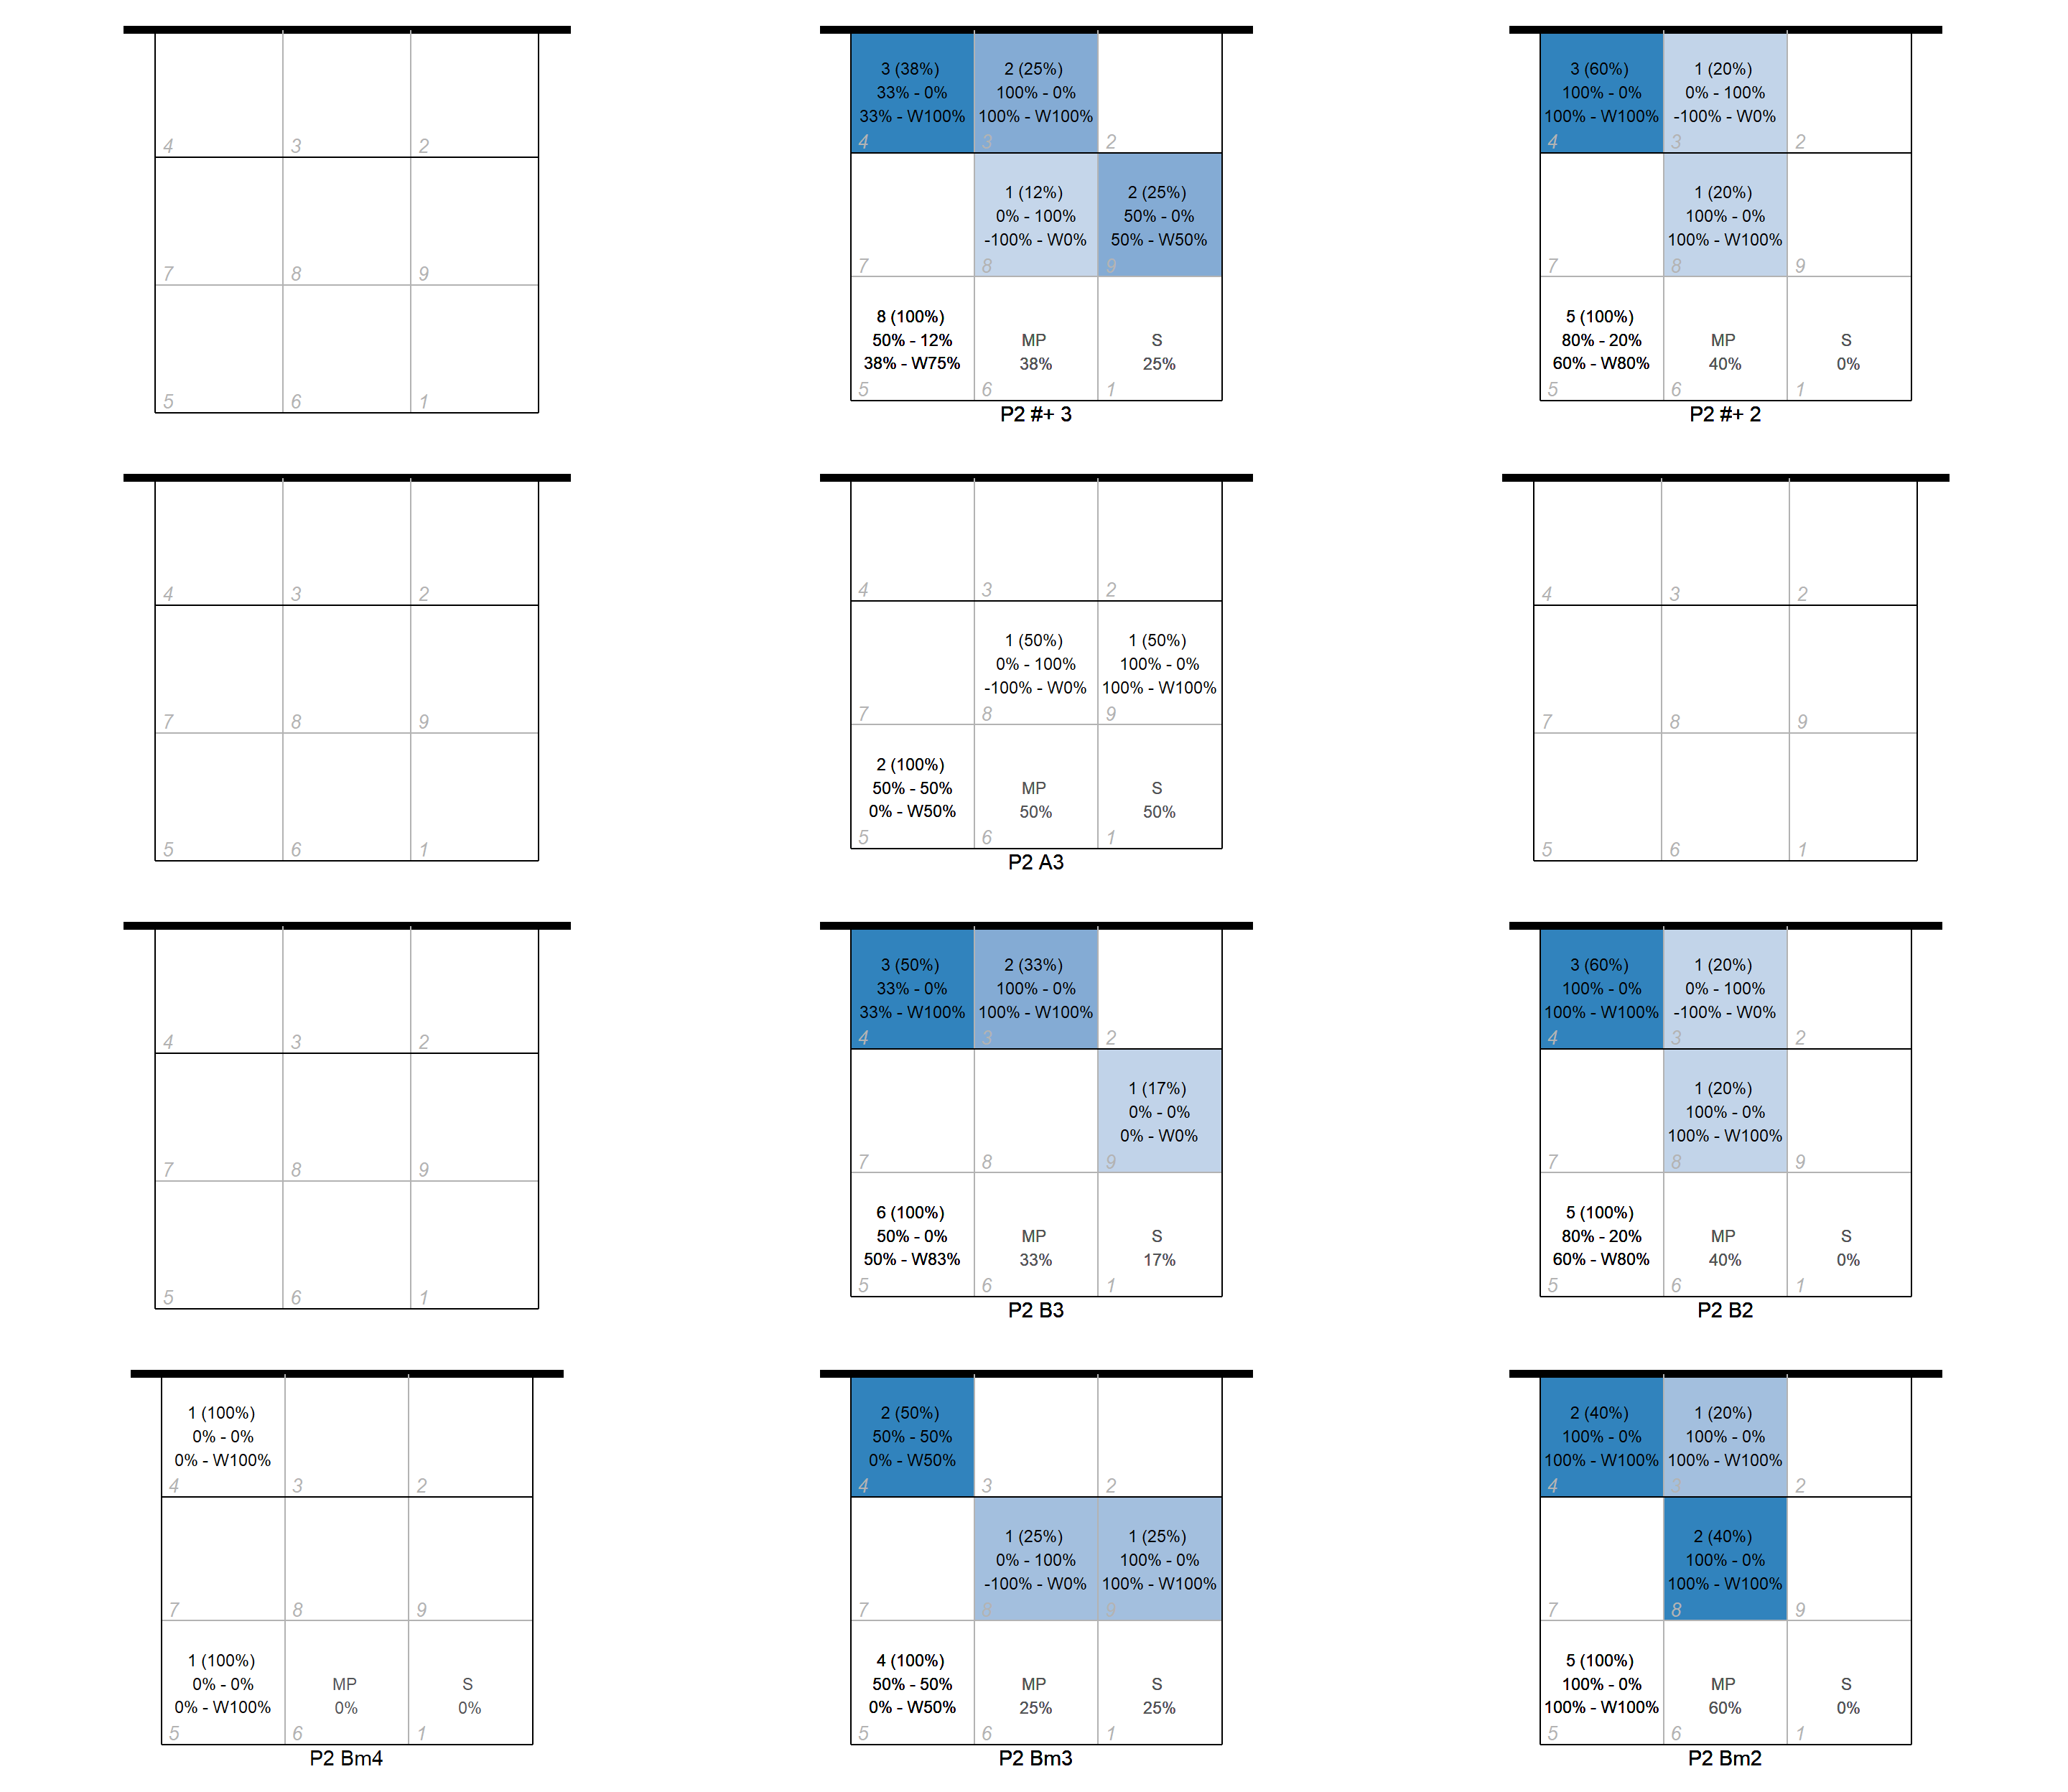 4 3 2
7 8 9
5 6 1
3 (38%) 2 (25%)
33% - 0% 100% - 0%
33% - W100% 100% - W100%
4 3 2
1 (12%) 2 (25%)
0% - 100% 50% - 0%
-100% - W0% 50% - W50%
7 8 9
8 (100%)
50% - 12% MP S
38% - W75% 38% 25%
5 6 1
P2 #+ 3
3 (60%) 1 (20%)
100% - 0% 0% - 100%
100% - W100% -100% - W0%
4 3 2
1 (20%)
100% - 0%
100% - W100%
7 8 9
5 (100%)
80% - 20% MP S
60% - W80% 40% 0%
5 6 1
P2 #+ 2
4 3 2
7 8 9
5 6 1
4 3 2
1 (50%) 1 (50%)
0% - 100% 100% - 0%
-100% - W0% 100% - W100%
7 8 9
2 (100%)
50% - 50% MP S
0% - W50% 50% 50%
5 6 1
P2 A3
4 3 2
7 8 9
5 6 1
4 3 2
7 8 9
5 6 1
3 (50%) 2 (33%)
33% - 0% 100% - 0%
33% - W100% 100% - W100%
4 3 2
1 (17%)
0% - 0%
0% - W0%
7 8 9
6 (100%)
50% - 0% MP S
50% - W83% 33% 17%
5 6 1
P2 B3
3 (60%) 1 (20%)
100% - 0% 0% - 100%
100% - W100% -100% - W0%
4 3 2
1 (20%)
100% - 0%
100% - W100%
7 8 9
5 (100%)
80% - 20% MP S
60% - W80% 40% 0%
5 6 1
P2 B2
1 (100%)
0% - 0%
0% - W100%
4 3 2
7 8 9
1 (100%)
0% - 0% MP S
0% - W100% 0% 0%
5 6 1
P2 Bm4
2 (50%)
50% - 50%
0% - W50%
4 3 2
1 (25%) 1 (25%)
0% - 100% 100% - 0%
-100% - W0% 100% - W100%
7 8 9
4 (100%)
50% - 50% MP S
0% - W50% 25% 25%
5 6 1
P2 Bm3
2 (40%) 1 (20%)
100% - 0% 100% - 0%
100% - W100% 100% - W100%
4 3 2
2 (40%)
100% - 0%
100% - W100%
7 8 9
5 (100%)
100% - 0% MP S
100% - W100% 60% 0%
5 6 1
P2 Bm2